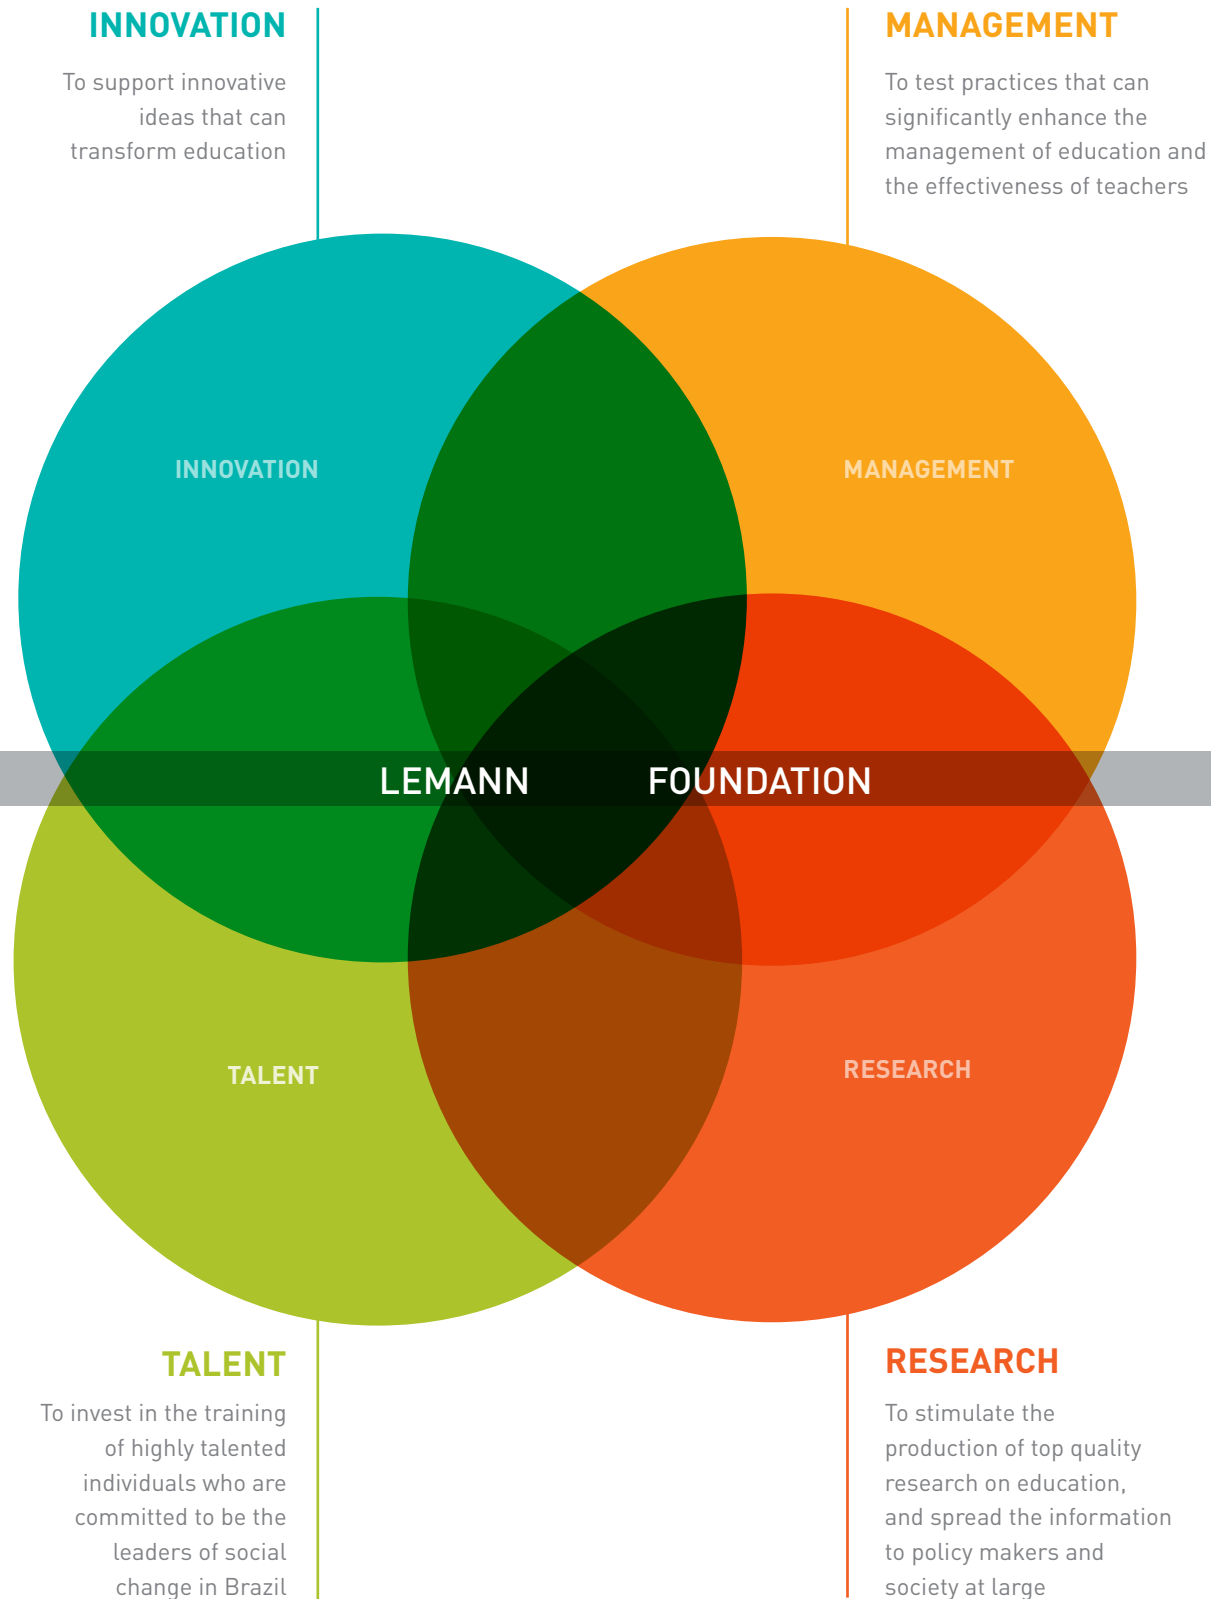 INNOVATION
To support innovative
ideas that can
transform education
MANAGEMENT
To test practices that can
significantly enhance the
management of education and
the effectiveness of teachers
INNOVATION
MANAGEMENT
LEMANN FOUNDATION
TALENT
RESEARCH
TALENT
To invest in the training
of highly talented
individuals who are
committed to be the
leaders of social
change in Brazil
RESEARCH
To stimulate the
production of top quality
research on education,
and spread the information
to policy makers and
society at large